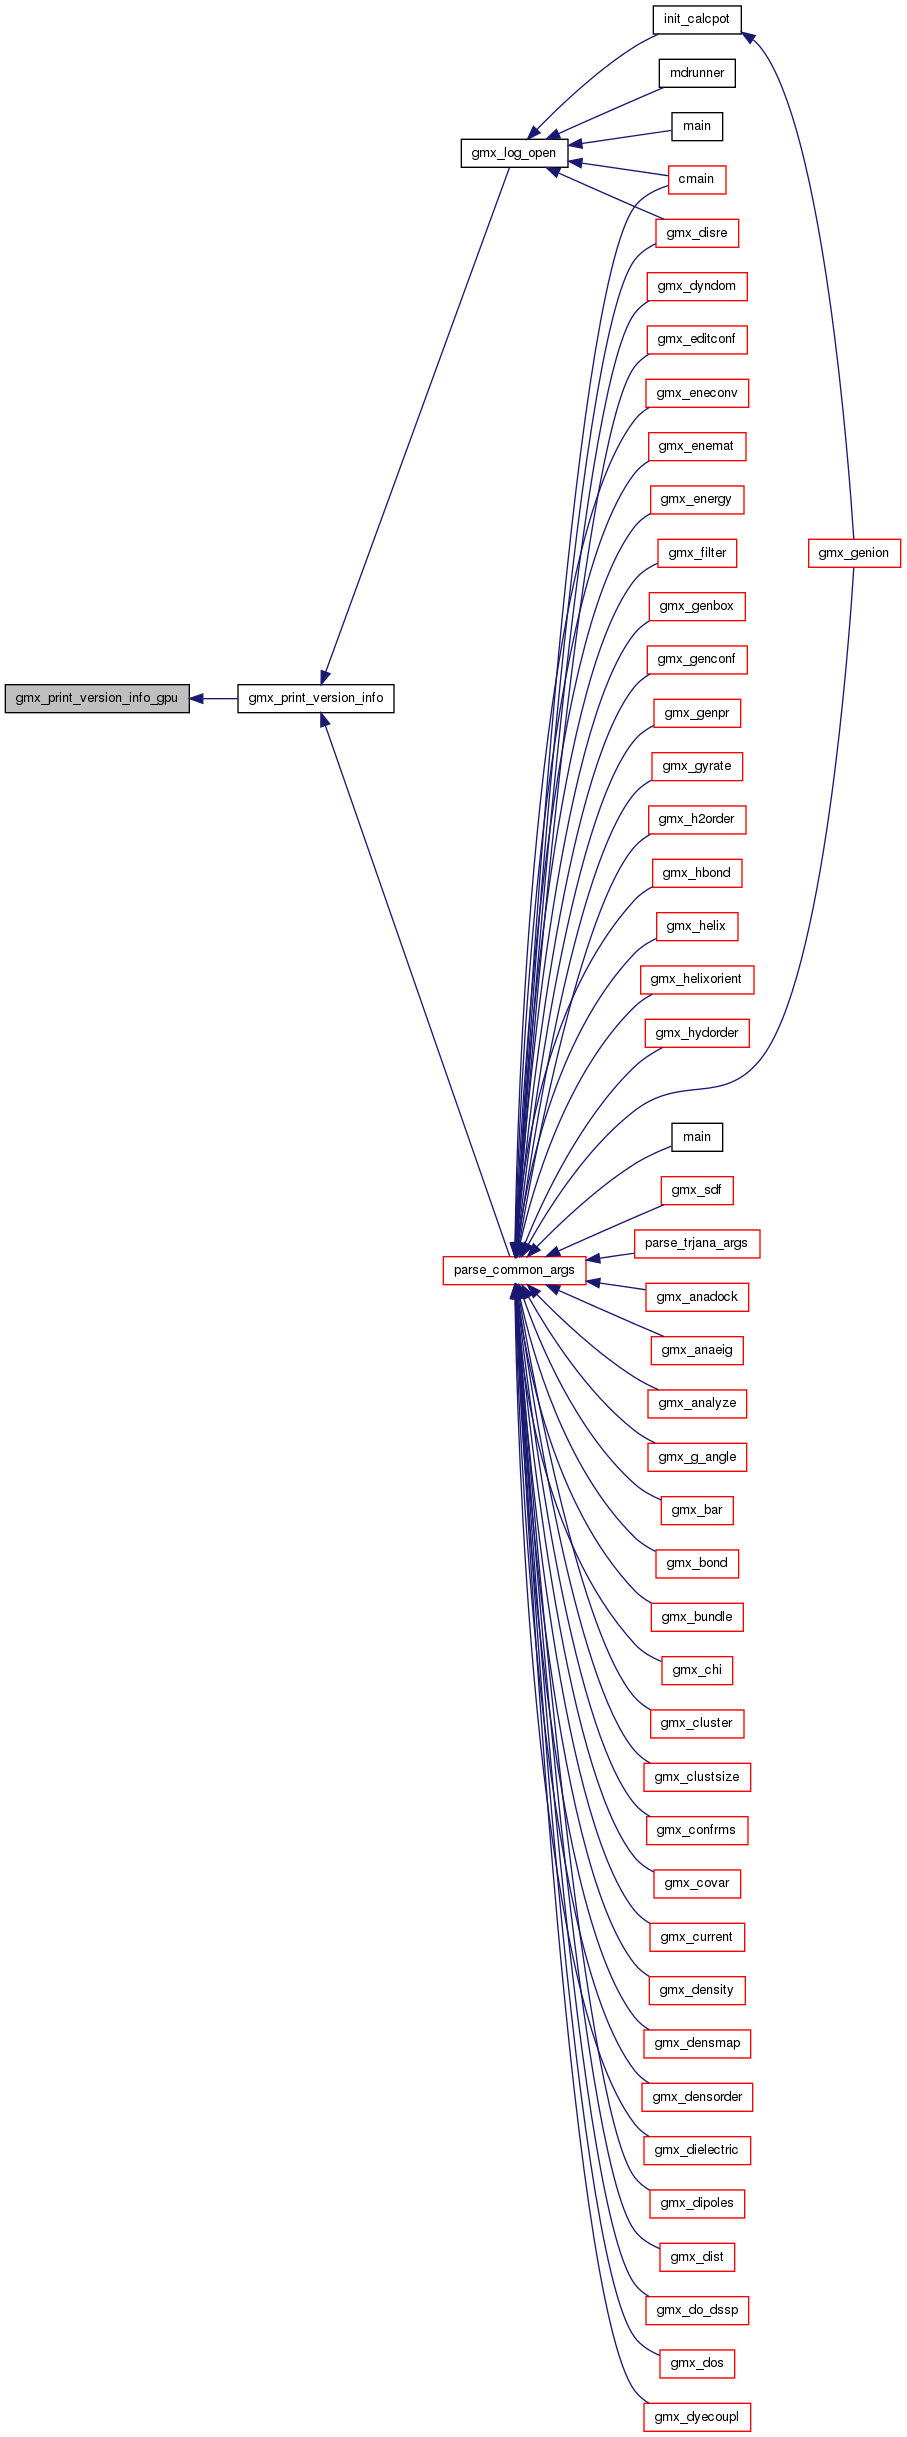 init_calcpot
mdrunner
main
gmx_log_open
cmain
gmx_disre
gmx_dyndom
gmx_editconf
gmx_eneconv
gmx_enemat
gmx_energy
gmx_filter
gmx_genion
gmx_genbox
gmx_genconf
gmx_print_version_info_gpu
gmx_print_version_info
gmx_genpr
gmx_gyrate
gmx_h2order
gmx_hbond
gmx_helix
gmx_helixorient
gmx_hydorder
main
gmx_sdf
parse_trjana_args
parse_common_args
gmx_anadock
gmx_anaeig
gmx_analyze
gmx_g_angle
gmx_bar
gmx_bond
gmx_bundle
gmx_chi
gmx_cluster
gmx_clustsize
gmx_confrms
gmx_covar
gmx_current
gmx_density
gmx_densmap
gmx_densorder
gmx_dielectric
gmx_dipoles
gmx_dist
gmx_do_dssp
gmx_dos
gmx_dyecoupl